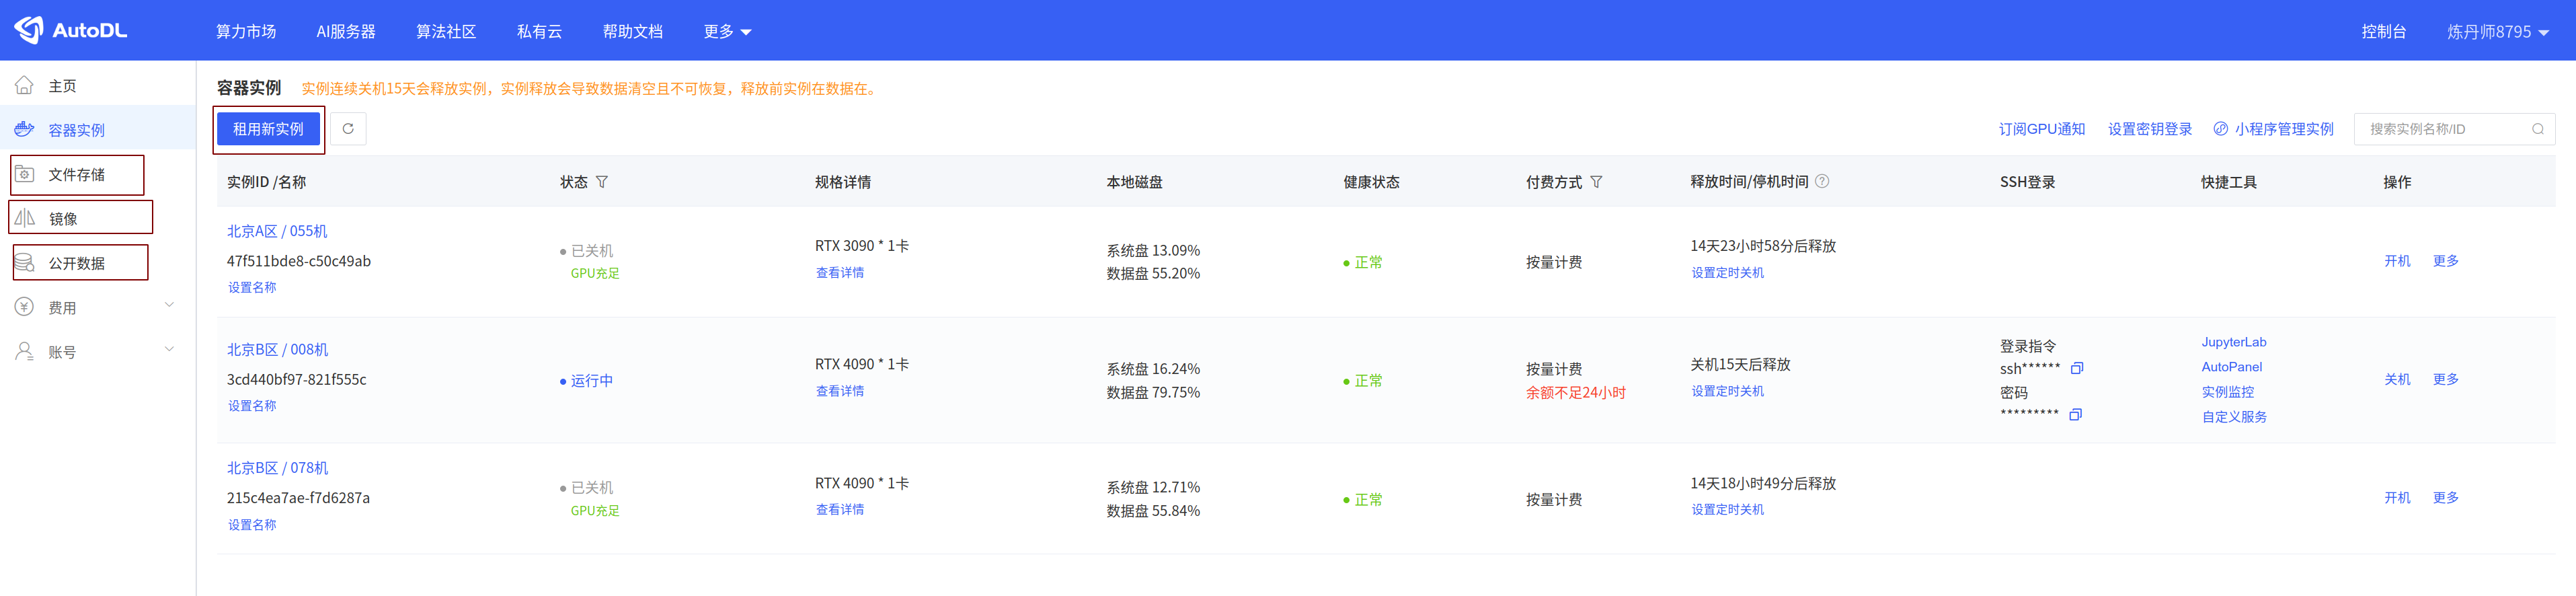 AutoDL
算力市场
AI服务器
算法社区
私有云
帮助文档
更多
控制台
炼丹师8795
主页
容器实例
文件存储
镜像
公开数据
费用
账号
容器实例
实例连续关机15天会释放实例，实例释放会导致数据清空且不可恢复，释放前实例在数据在。
租用新实例
订阅GPU通知
设置密钥登录
小程序管理实例
搜索实例名称/ID
实例ID /名称
状态
规格详情
本地磁盘
健康状态
付费方式
释放时间/停机时间
SSH登录
快捷工具
操作
北京A区 / 055机
47f511bde8-c50c49ab
设置名称
已关机
GPU充足
RTX 3090 * 1卡
查看详情
系统盘 13.09%
数据盘 55.20%
正常
按量计费
14天23小时58分后释放
设置定时关机
开机
更多
北京B区 / 008机
3cd440bf97-821f555c
设置名称
运行中
RTX 4090 * 1卡
查看详情
系统盘 16.24%
数据盘 79.75%
正常
按量计费
余额不足24小时
关机15天后释放
设置定时关机
登录指令
ssh******
密码
*********
JupyterLab
AutoPanel
实例监控
自定义服务
关机
更多
北京B区 / 078机
215c4ea7ae-f7d6287a
设置名称
已关机
GPU充足
RTX 4090 * 1卡
查看详情
系统盘 12.71%
数据盘 55.84%
正常
按量计费
14天18小时49分后释放
设置定时关机
开机
更多